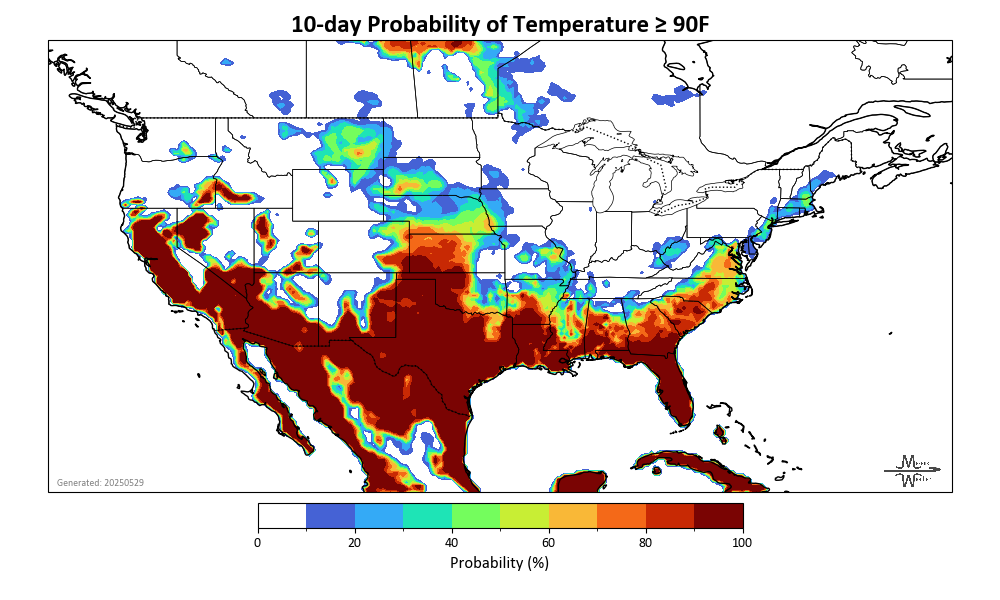 10-day Probability of Temperature ≥ 90F
Generated: 20250529
0 20 40 60 80 100
Probability (%)